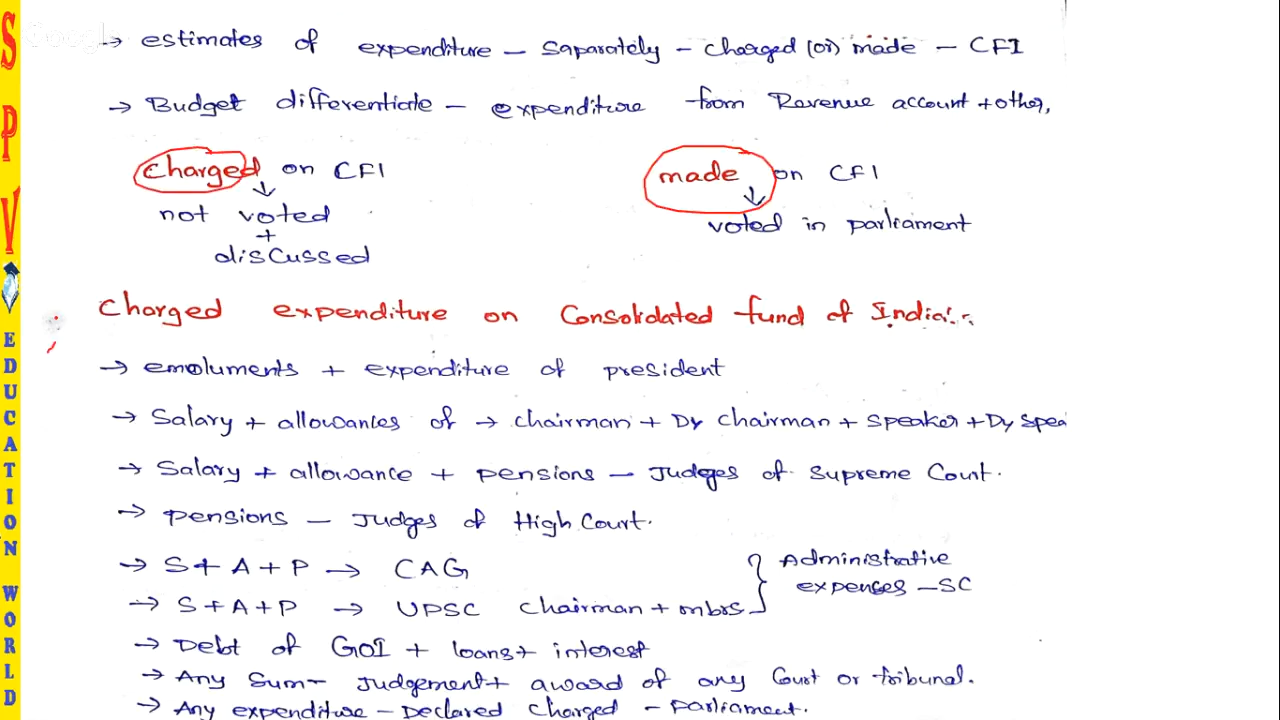 SPV EDUCATION WORLD
Google
→ estimates of expenditure – Saparately – charged (or) made – CFI
→ Budget differentiate – expenditure from Revenue account + other,
charged on CFI
↓
not voted
+
discussed
made on CFI
↓
voted in parliament
Charged expenditure on Consolidated fund of India:-
→ emoluments + expenditure of president
→ Salary + allowances of → chairman + Dy chairman + speaker + Dy spea
→ Salary + allowance + pensions – Judges of Supreme Court.
→ pensions – Judges of High Court.
→ S + A + P → CAG
→ S + A + P → UPSC chairman + mbrs
} Administrative
expenses – SC
→ Debt of GOI + loans + interest
→ Any Sum – Judgement + award of any Court or tribunal.
→ Any expenditure – Declared charged – parliament.